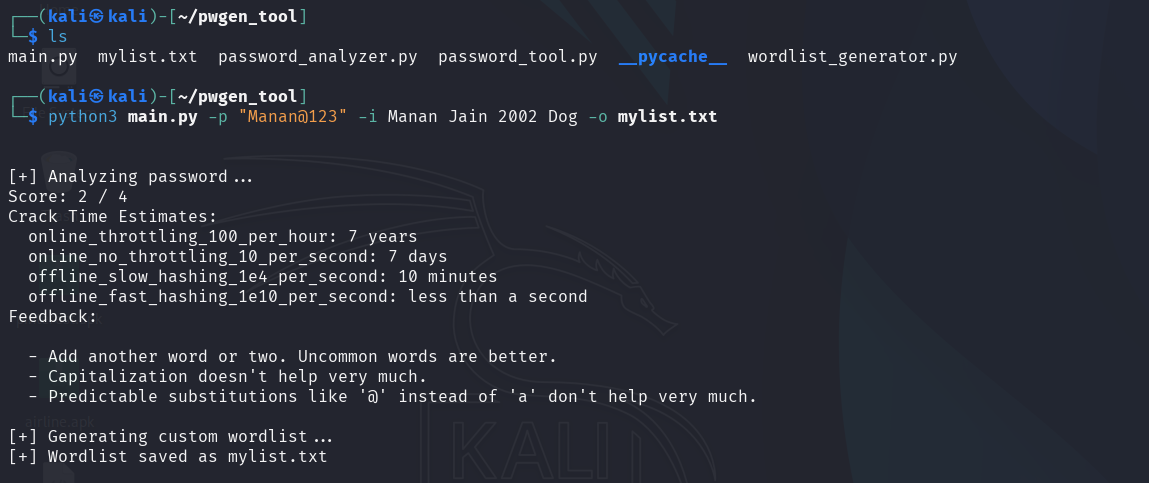 ┌──(kali㉿kali)-[~/pwgen_tool]
└─$ ls
main.py  mylist.txt  password_analyzer.py  password_tool.py  __pycache__  wordlist_generator.py
┌──(kali㉿kali)-[~/pwgen_tool]
└─$ python3 main.py -p "Manan@123" -i Manan Jain 2002 Dog -o mylist.txt
[+] Analyzing password...
Score: 2 / 4
Crack Time Estimates:
  online_throttling_100_per_hour: 7 years
  online_no_throttling_10_per_second: 7 days
  offline_slow_hashing_1e4_per_second: 10 minutes
  offline_fast_hashing_1e10_per_second: less than a second
Feedback:
  - Add another word or two. Uncommon words are better.
  - Capitalization doesn't help very much.
  - Predictable substitutions like '@' instead of 'a' don't help very much.
airline.apk
[+] Generating custom wordlist...
[+] Wordlist saved as mylist.txt
KALI